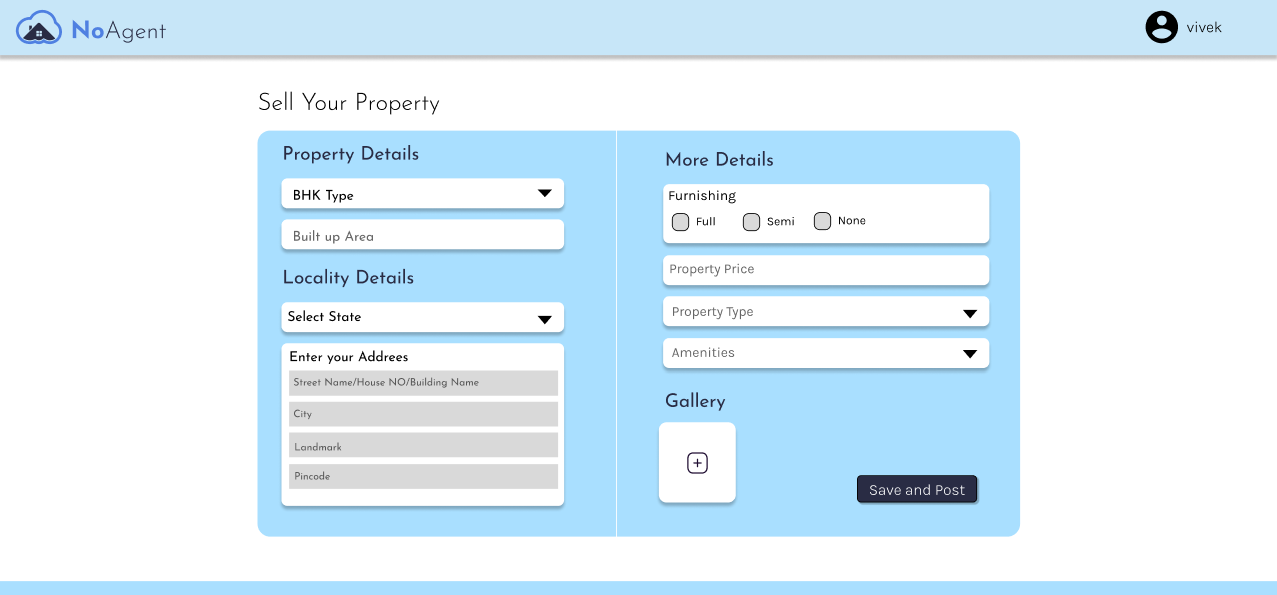 NoAgent
vivek
Sell Your Property
Property Details
BHK Type
Built up Area
Locality Details
Select State
Enter your Addrees
Street Name/House NO/Building Name
City
Landmark
Pincode
More Details
Furnishing
Full Semi None
Property Price
Property Type
Amenities
Gallery
Save and Post